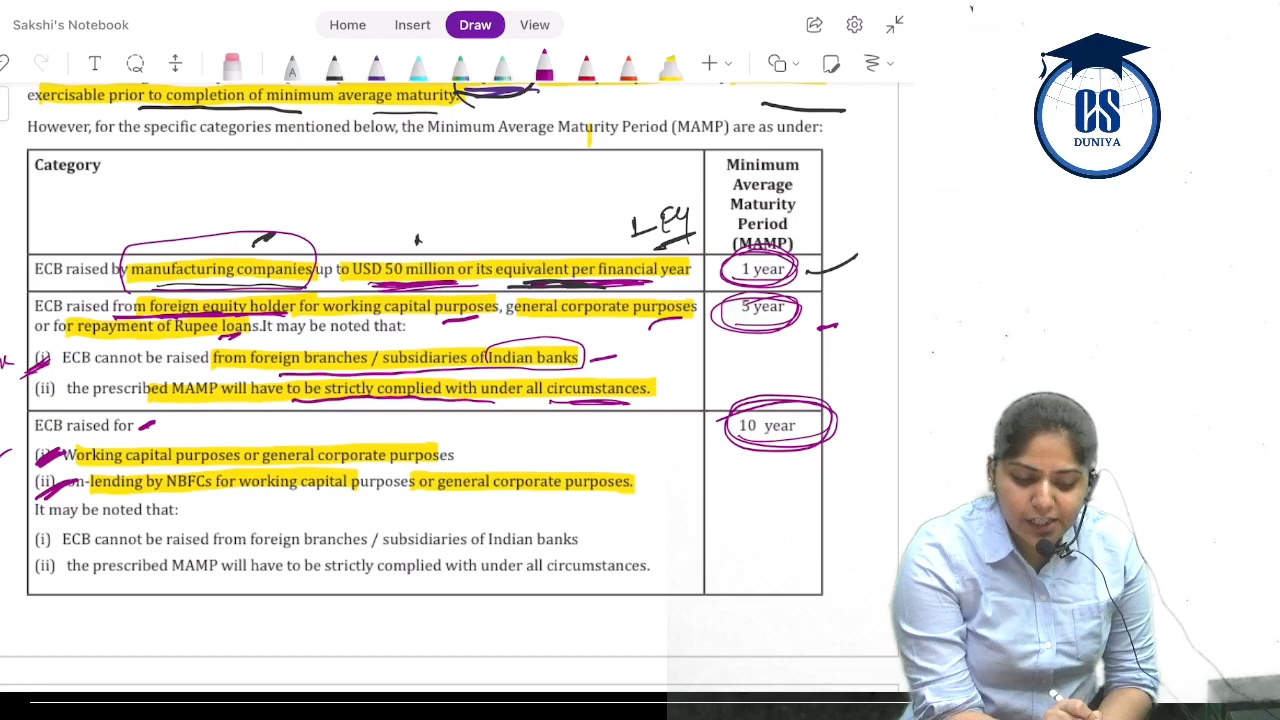 Sakshi's Notebook
Home Insert Draw View
exercisable prior to completion of minimum average maturity.
However, for the specific categories mentioned below, the Minimum Average Maturity Period (MAMP) are as under:
Category
Minimum
Average
Maturity
Period
(MAMP)
ECB raised by manufacturing companies up to USD 50 million or its equivalent per financial year
1 year
ECB raised from foreign equity holder for working capital purposes, general corporate purposes
or for repayment of Rupee loans.It may be noted that:
5 year
(i) ECB cannot be raised from foreign branches / subsidiaries of Indian banks
(ii) the prescribed MAMP will have to be strictly complied with under all circumstances.
ECB raised for
10 year
(i) Working capital purposes or general corporate purposes
(ii) on-lending by NBFCs for working capital purposes or general corporate purposes.
It may be noted that:
(i) ECB cannot be raised from foreign branches / subsidiaries of Indian banks
(ii) the prescribed MAMP will have to be strictly complied with under all circumstances.
CS
DUNIYA